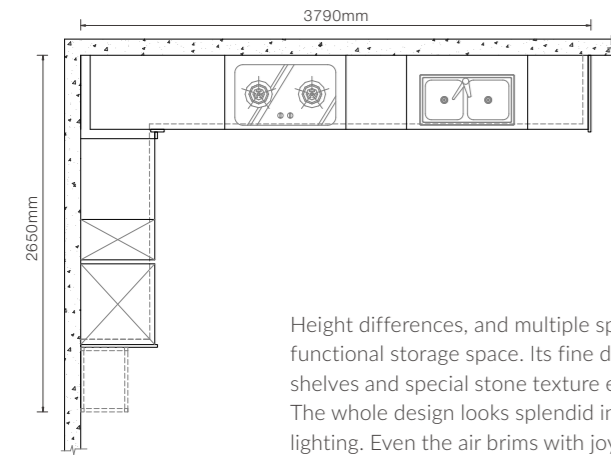 3790mm
2650mm
Height differences, and multiple sp
functional storage space. Its fine d
shelves and special stone texture e
The whole design looks splendid in
lighting. Even the air brims with joy